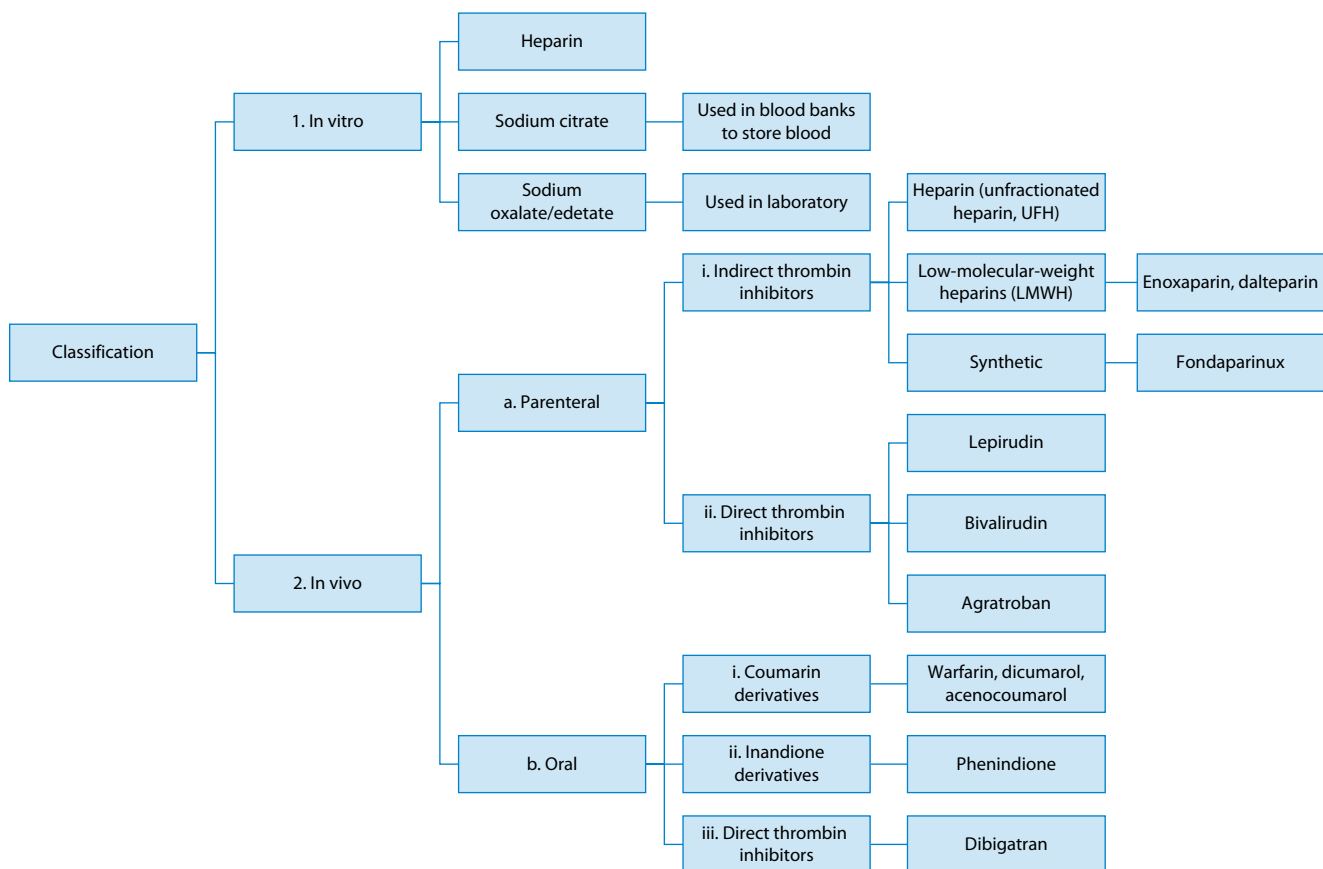 Heparin
1. In vitro
Sodium citrate
Used in blood banks
to store blood
Sodium
oxalate/edetate
Used in laboratory
Heparin (unfractionated
heparin, UFH)
i. Indirect thrombin
inhibitors
Low-molecular-weight
heparins (LMWH)
Enoxaparin, dalteparin
Classification
Synthetic
Fondaparinux
a. Parenteral
Lepirudin
ii. Direct thrombin
inhibitors
Bivalirudin
2. In vivo
Agratroban
i. Coumarin
derivatives
Warfarin, dicumarol,
acenocoumarol
b. Oral
ii. Inandione
derivatives
Phenindione
iii. Direct thrombin
inhibitors
Dibigatran